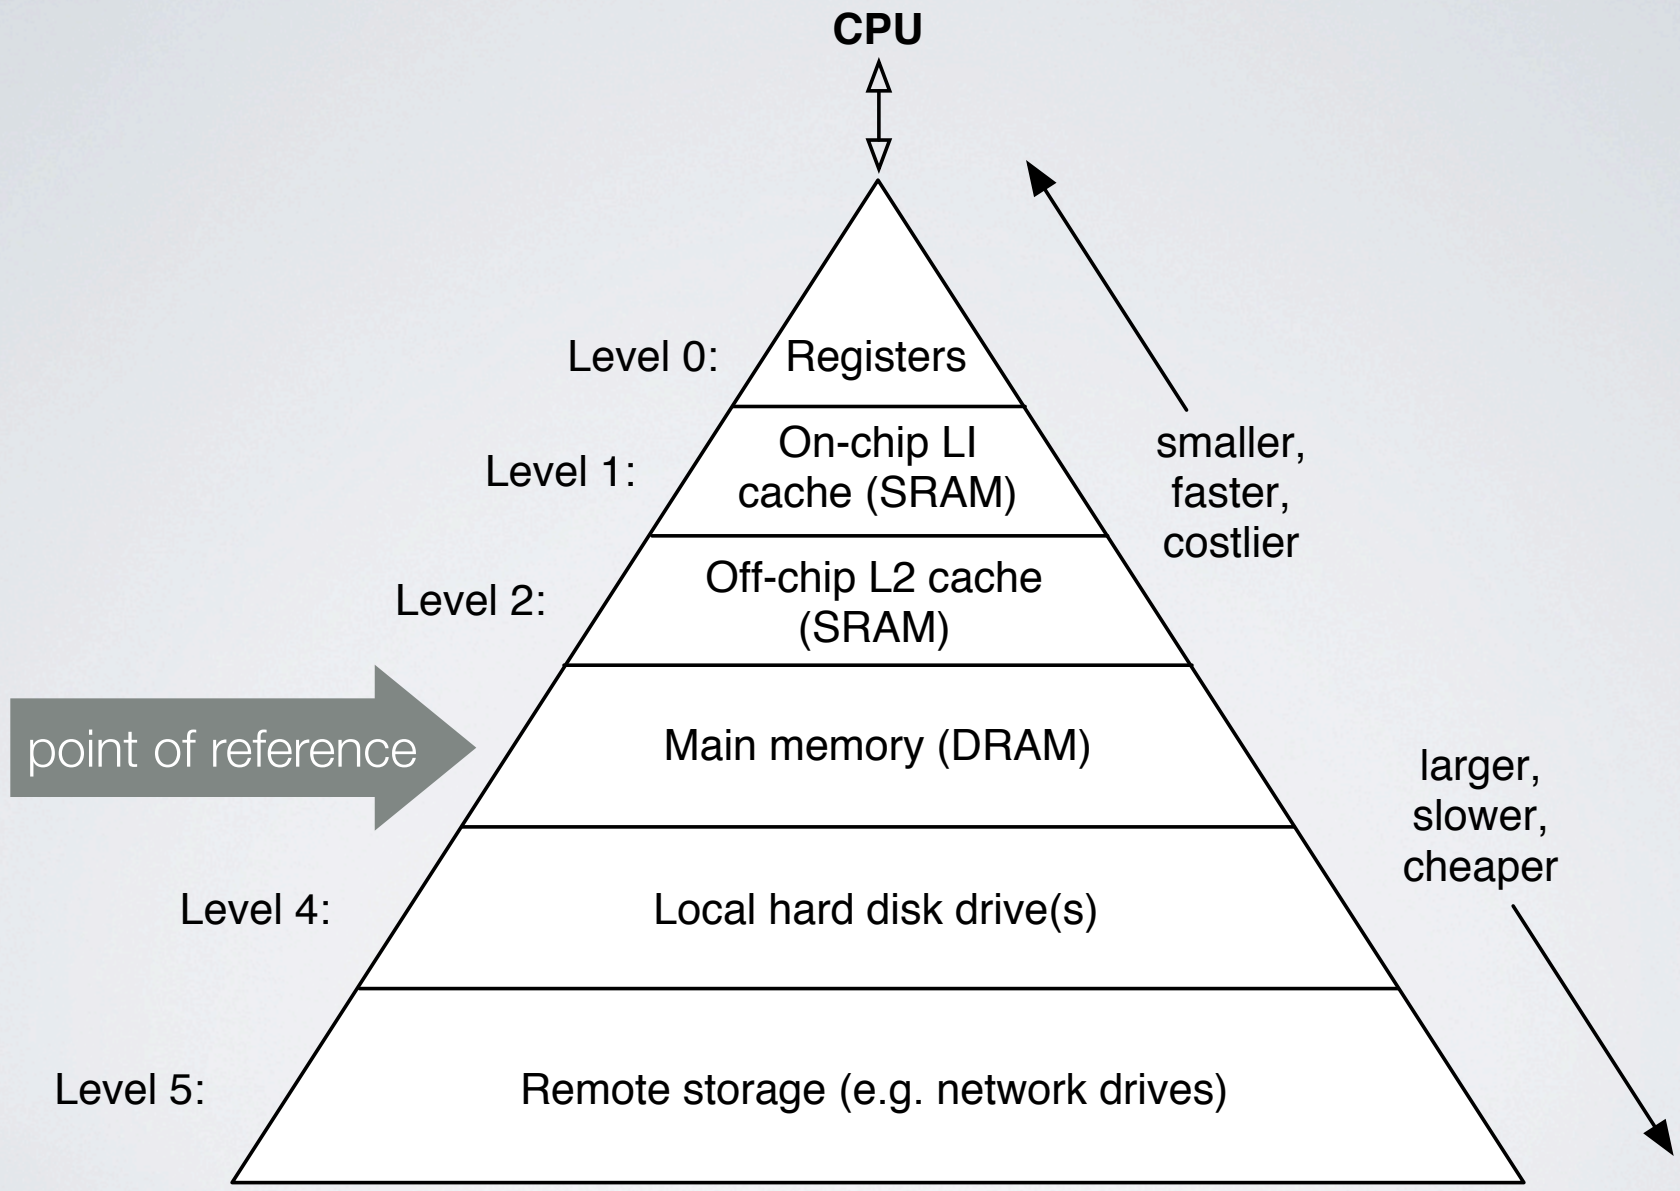 CPU
Level 0:
Registers
Level 1:
On-chip LI
cache (SRAM)
smaller,
faster,
costlier
Level 2:
Off-chip L2 cache
(SRAM)
point of reference
Main memory (DRAM)
larger,
slower,
cheaper
Level 4:
Local hard disk drive(s)
Level 5:
Remote storage (e.g. network drives)